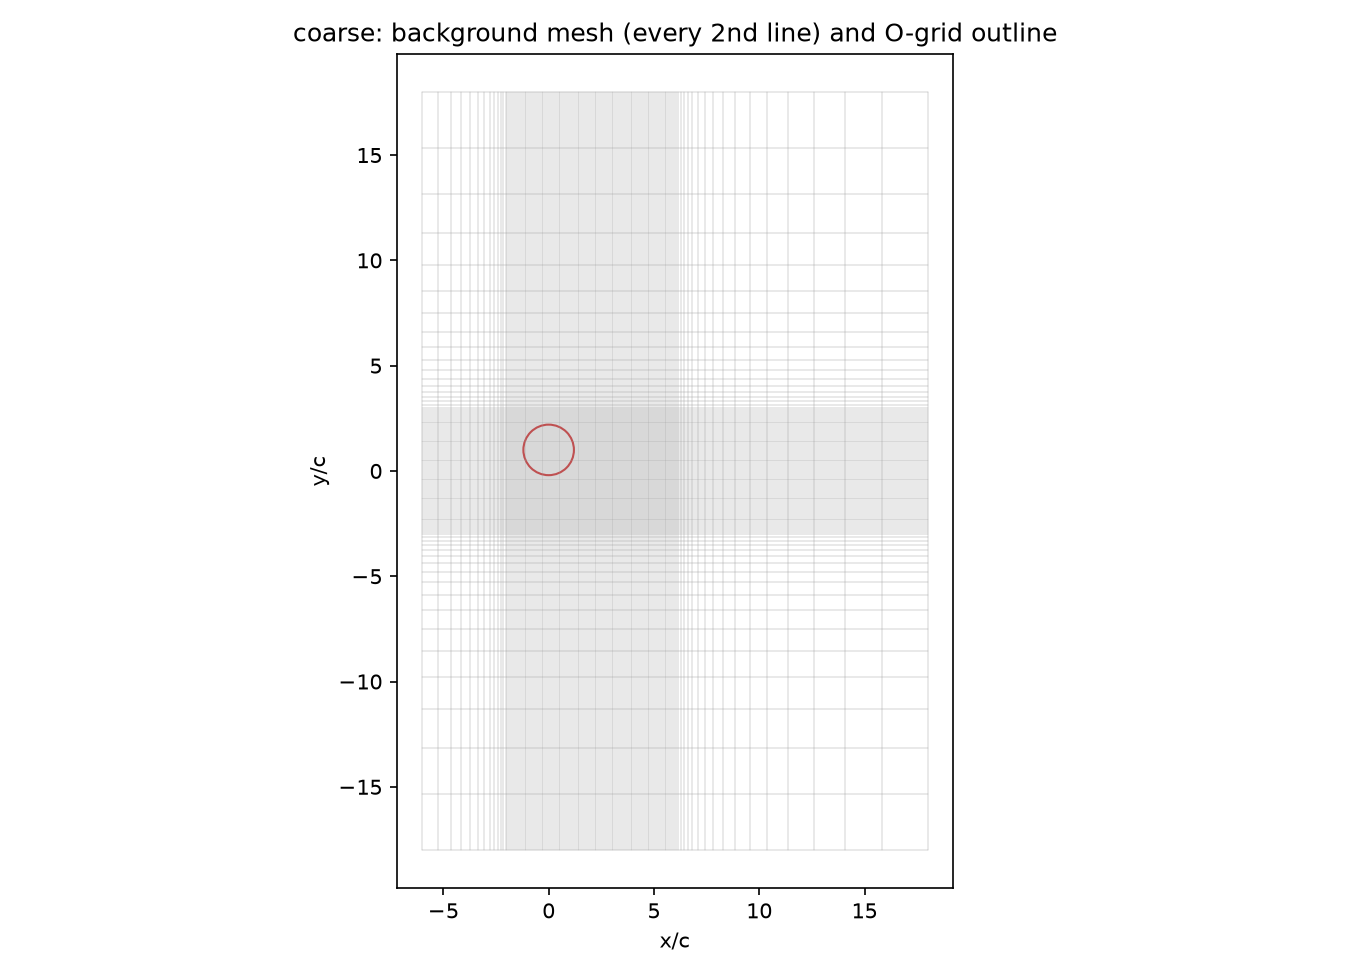 coarse: background mesh (every 2nd line) and O-grid outline
15
10
5
0
−5
−10
−15
y/c
−5 0 5 10 15
x/c